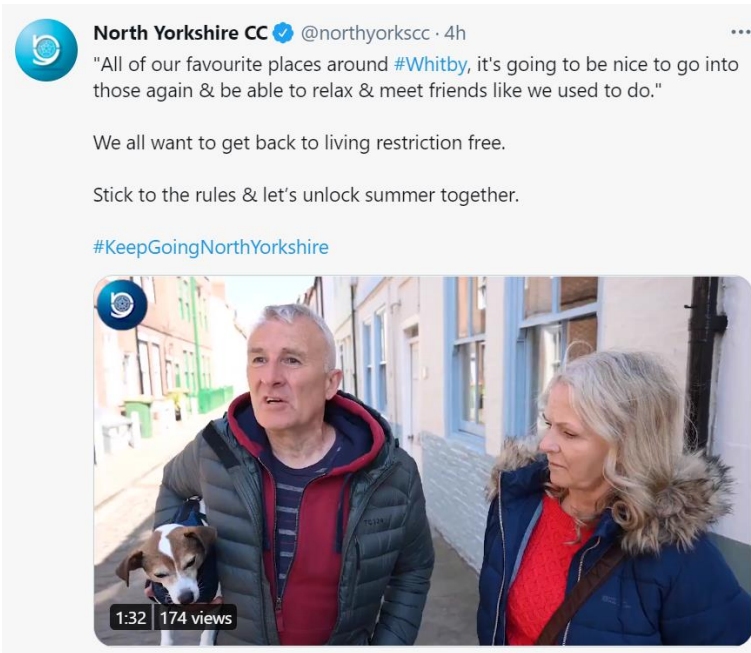 North Yorkshire CC @northyorkscc · 4h
"All of our favourite places around #Whitby, it's going to be nice to go into
those again & be able to relax & meet friends like we used to do."
We all want to get back to living restriction free.
Stick to the rules & let's unlock summer together.
#KeepGoingNorthYorkshire
1:32 174 views